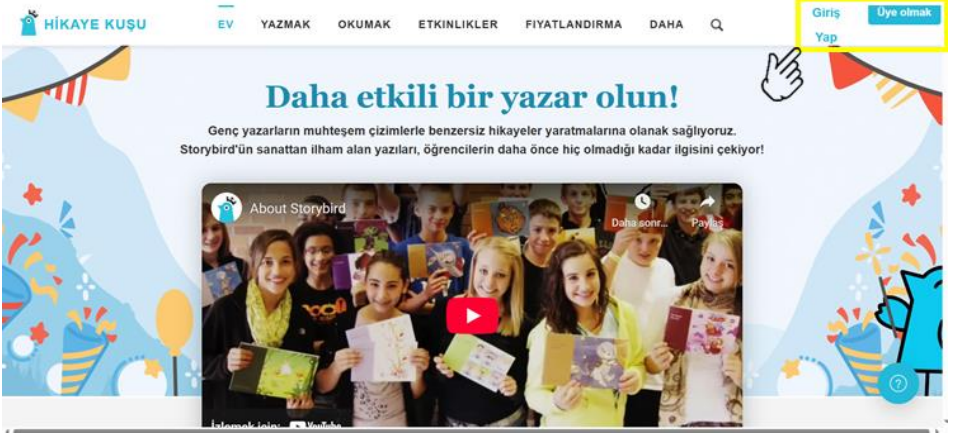 HİKAYE KUŞU
EV YAZMAK OKUMAK ETKINLIKLER FIYATLANDIRMA DAHA
Giriş Yap
Üye olmak
Daha etkili bir yazar olun!
Genç yazarların muhteşem çizimlerle benzersiz hikayeler yaratmalarına olanak sağlıyoruz.
Storybird'ün sanattan ilham alan yazıları, öğrencilerin daha önce hiç olmadığı kadar ilgisini çekiyor!
About Storybird
Daha sonr... Paylaş
İzlemek için: YouTube
?